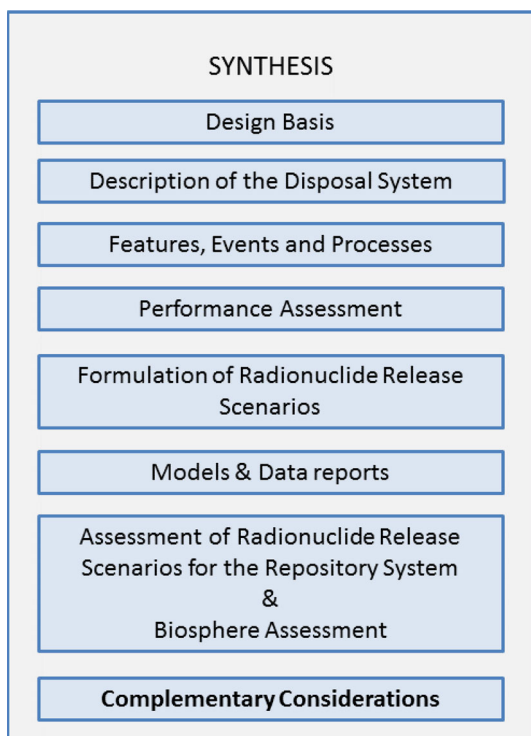 SYNTHESIS
Design Basis
Description of the Disposal System
Features, Events and Processes
Performance Assessment
Formulation of Radionuclide Release
Scenarios
Models & Data reports
Assessment of Radionuclide Release
Scenarios for the Repository System
&
Biosphere Assessment
Complementary Considerations